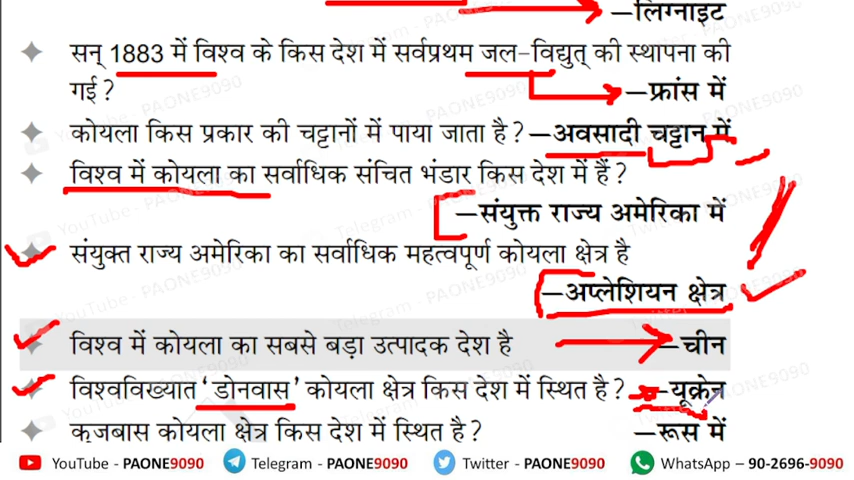 –लिग्नाइट
सन् 1883 में विश्व के किस देश में सर्वप्रथम जल-विद्युत् की स्थापना की
गई? –फ्रांस में
कोयला किस प्रकार की चट्टानों में पाया जाता है? –अवसादी चट्टान में
विश्व में कोयला का सर्वाधिक संचित भंडार किस देश में हैं?
–संयुक्त राज्य अमेरिका में
संयुक्त राज्य अमेरिका का सर्वाधिक महत्वपूर्ण कोयला क्षेत्र है
–अप्लेशियन क्षेत्र
विश्व में कोयला का सबसे बड़ा उत्पादक देश है –चीन
विश्वविख्यात ‘डोनवास’ कोयला क्षेत्र किस देश में स्थित है? –यूक्रेन
कुजबास कोयला क्षेत्र किस देश में स्थित है? –रूस में
YouTube - PAONE9090 Telegram - PAONE9090 Twitter - PAONE9090 WhatsApp – 90-2696-9090